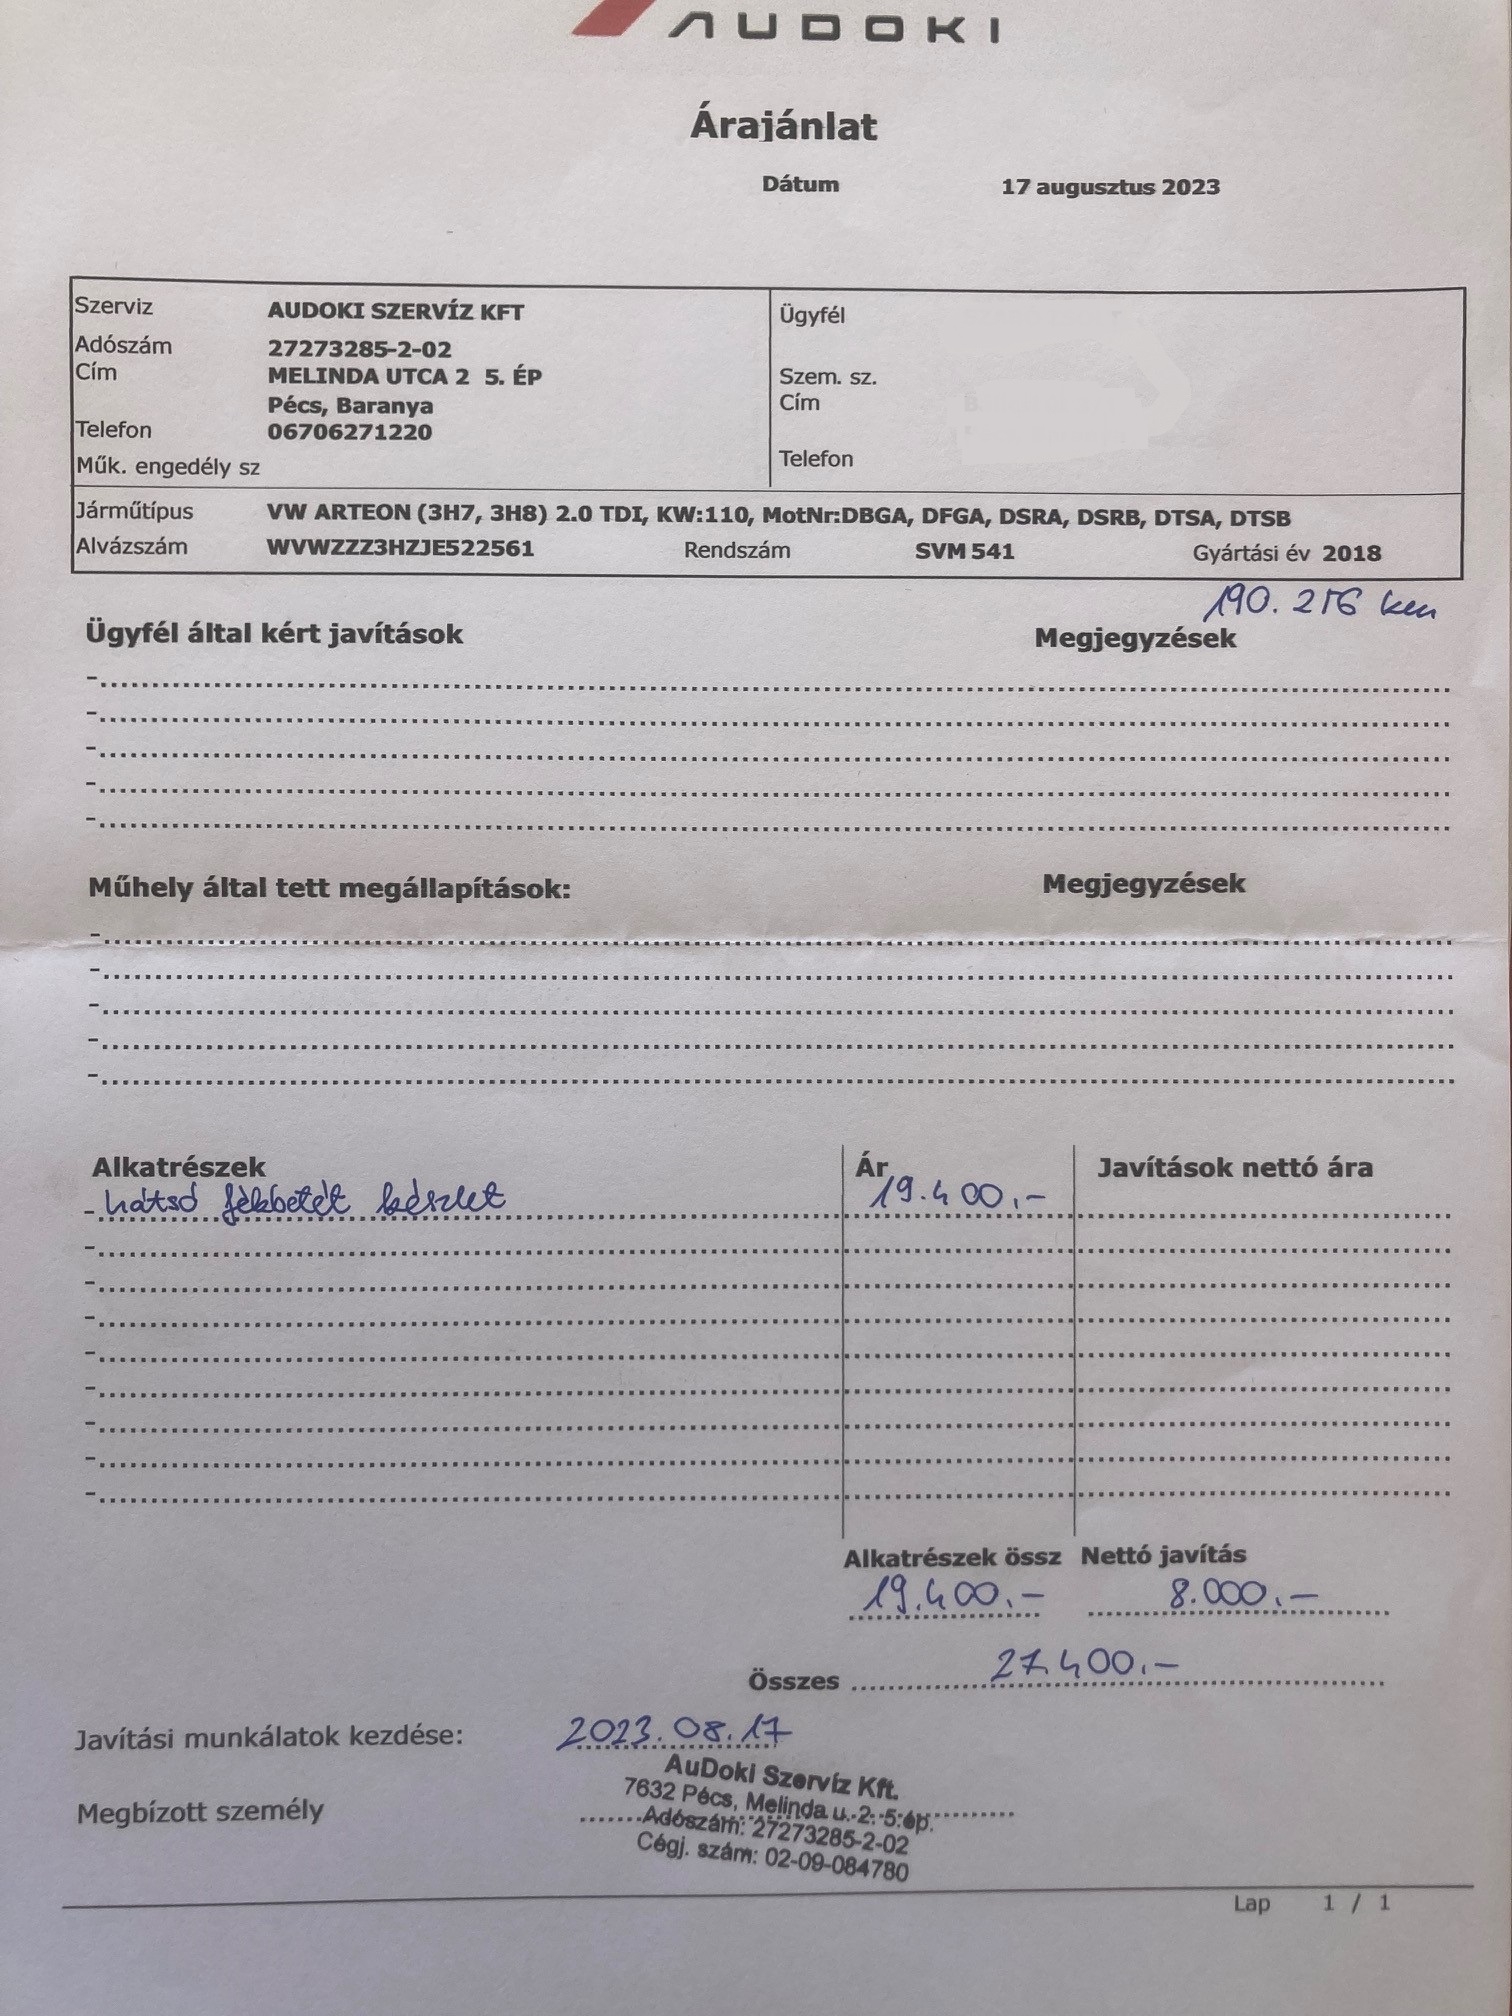 AUDOKI
Árajánlat
Dátum 17 augusztus 2023
Szerviz AUDOKI SZERVÍZ KFT
Adószám 27273285-2-02
Cím MELINDA UTCA 2 5. ÉP
Pécs, Baranya
Telefon 06706271220
Műk. engedély sz
Ügyfél
Szem. sz.
Cím
Telefon
Járműtípus VW ARTEON (3H7, 3H8) 2.0 TDI, KW:110, MotNr:DBGA, DFGA, DSRA, DSRB, DTSA, DTSB
Alvázszám WVWZZZ3HZJE522561 Rendszám SVM 541 Gyártási év 2018
190.216 km
Ügyfél által kért javítások Megjegyzések
Műhely által tett megállapítások: Megjegyzések
Alkatrészek Ár Javítások nettó ára
- hátsó fékbetét készlet 19.400.-
Alkatrészek össz Nettó javítás
19.400.- 8.000.-
Összes 27.400.-
Javítási munkálatok kezdése: 2023.08.17
Megbízott személy
AuDoki Szervíz Kft.
7632 Pécs, Melinda u. 2. 5.ép.
Adószám: 27273285-2-02
Cégj. szám: 02-09-084780
Lap 1 / 1